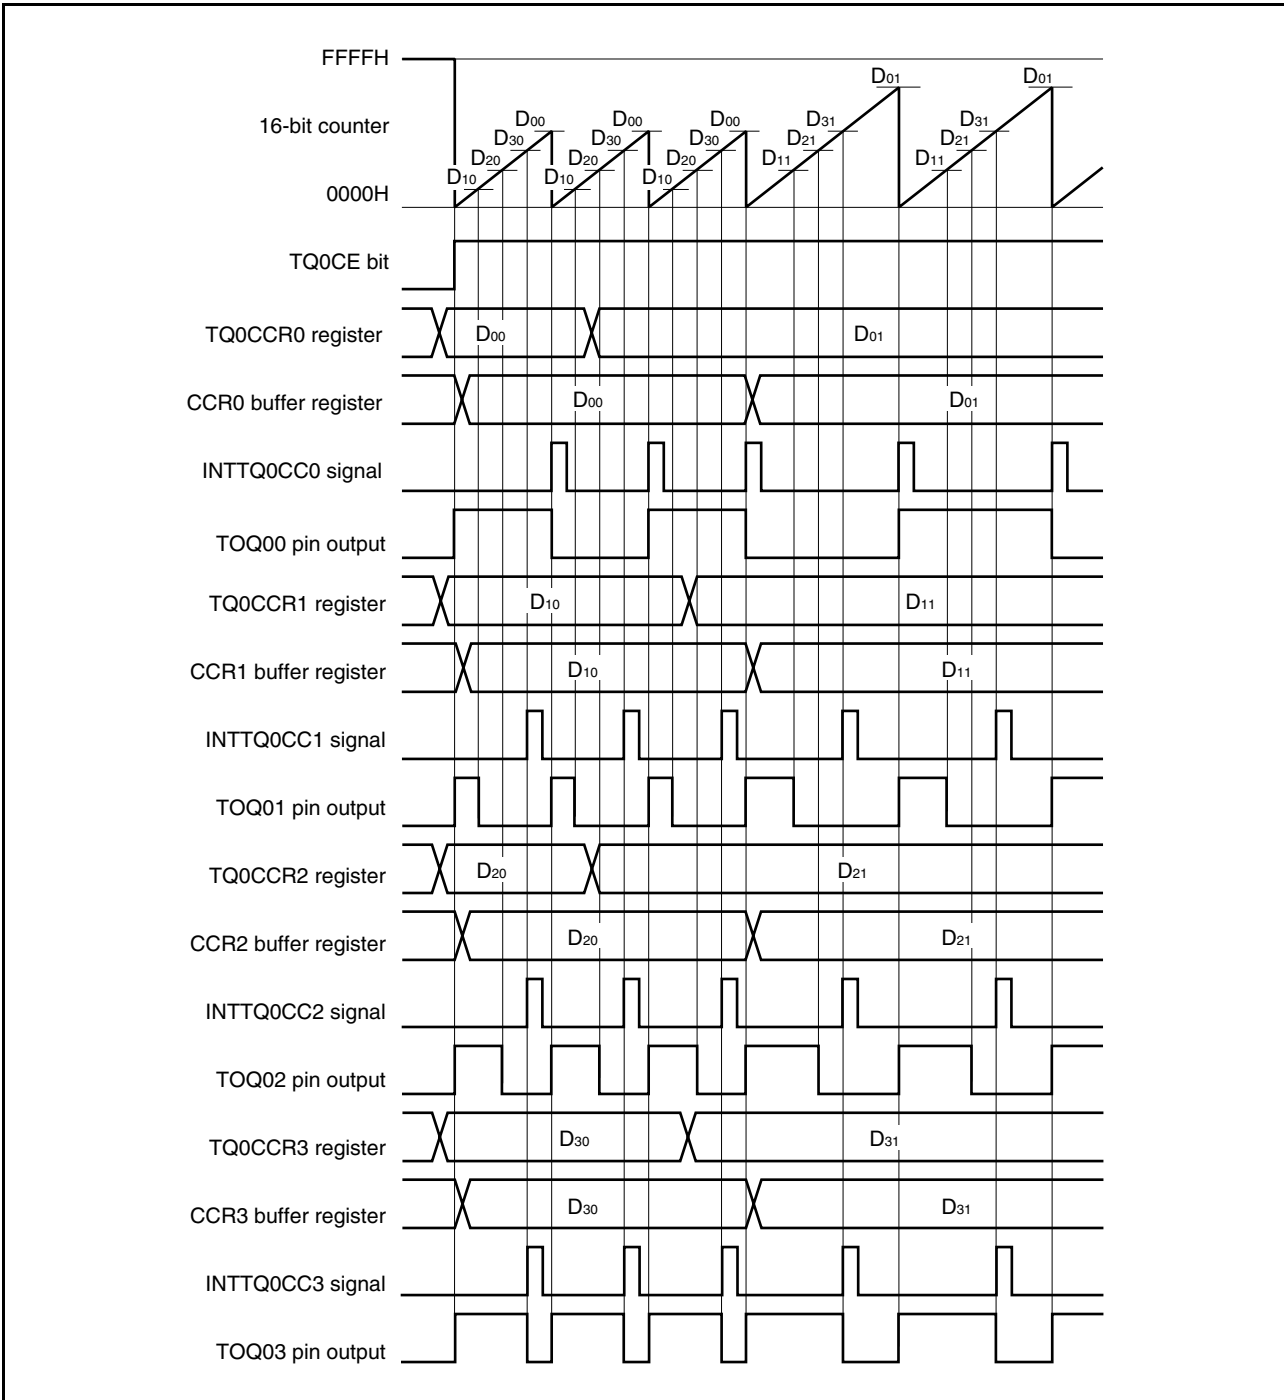 FFFFH
16-bit counter
0000H
D10 D20 D30 D00 D10 D20 D30 D00 D10 D20 D30 D00 D11 D21 D31 D01 D11 D21 D31 D01
TQ0CE bit
TQ0CCR0 register D00 D01
CCR0 buffer register D00 D01
INTTQ0CC0 signal
TOQ00 pin output
TQ0CCR1 register D10 D11
CCR1 buffer register D10 D11
INTTQ0CC1 signal
TOQ01 pin output
TQ0CCR2 register D20 D21
CCR2 buffer register D20 D21
INTTQ0CC2 signal
TOQ02 pin output
TQ0CCR3 register D30 D31
CCR3 buffer register D30 D31
INTTQ0CC3 signal
TOQ03 pin output